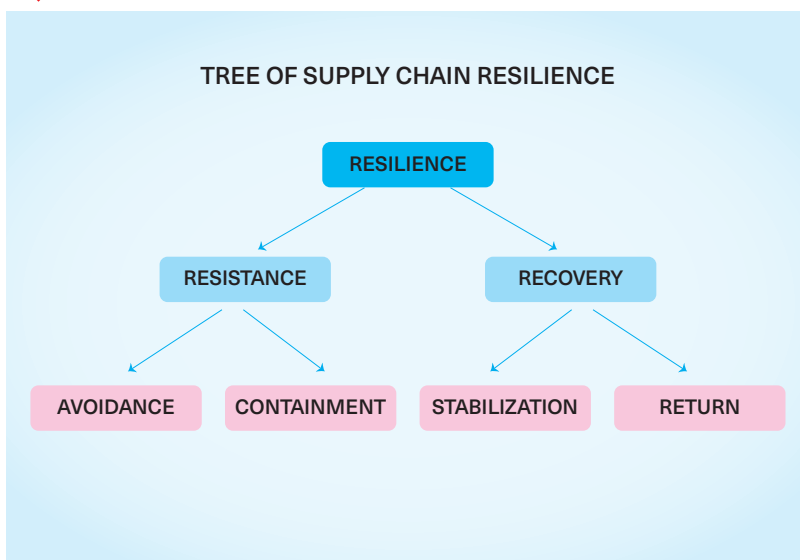 TREE OF SUPPLY CHAIN RESILIENCE
RESILIENCE
RESISTANCE
RECOVERY
AVOIDANCE
CONTAINMENT
STABILIZATION
RETURN